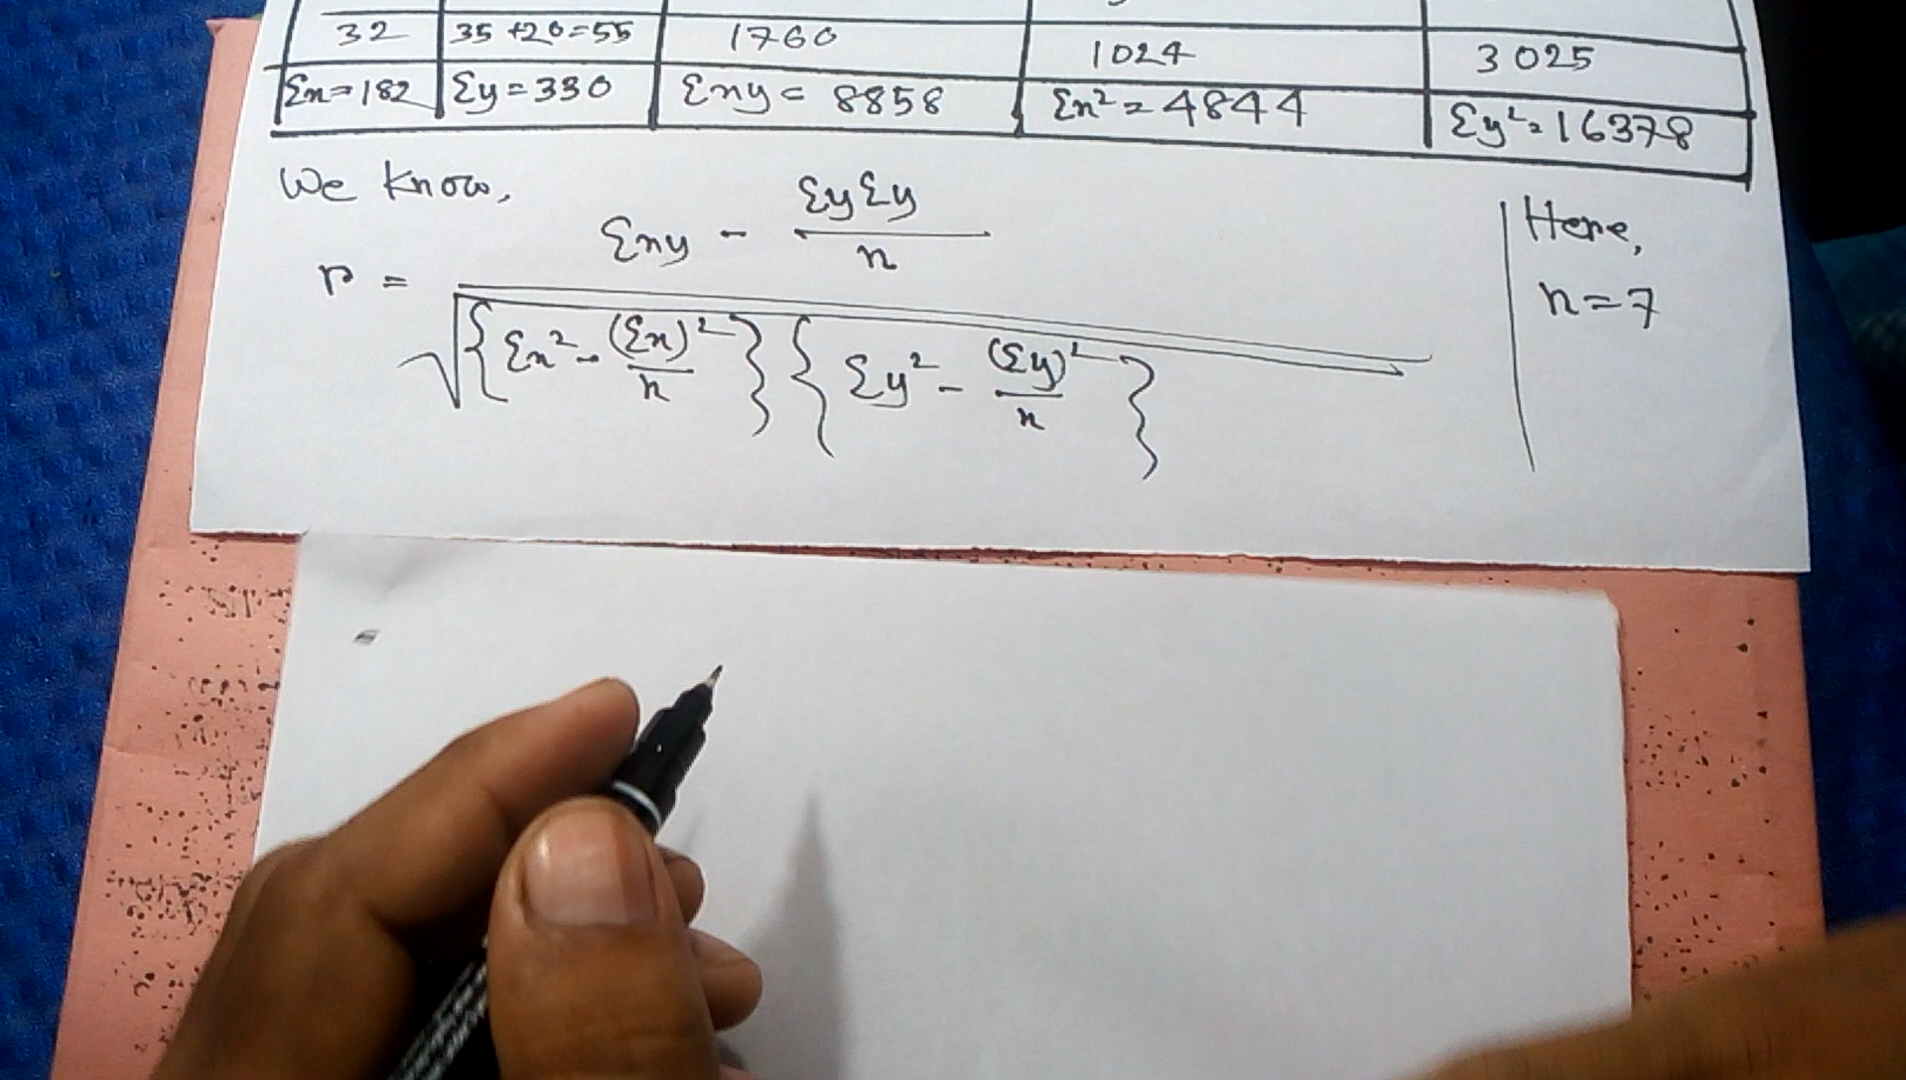 32 35+20=55 1760 1024 3025
Σx=182 Σy=330 Σxy= 8858 Σx²=4844 Σy²=16378
We know,
r = Σxy - ΣyΣy/n
√{Σx²-(Σx)²/n}{Σy²-(Σy)²/n}
Here,
n=7